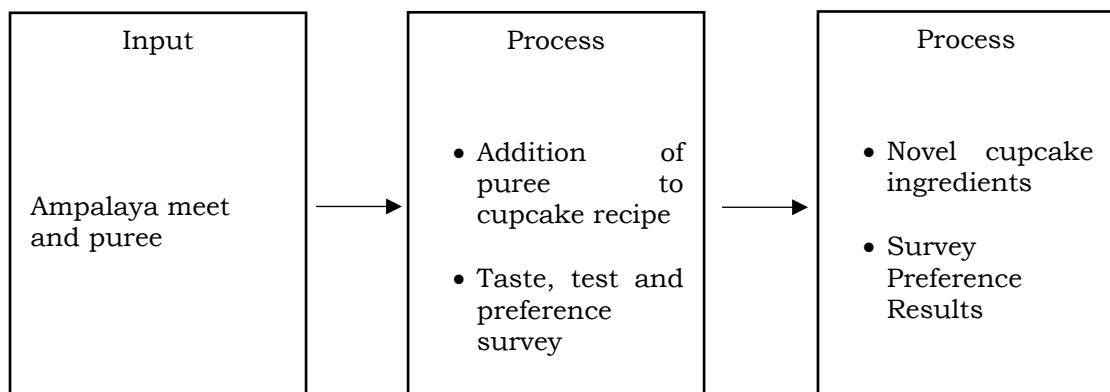 Input
Ampalaya meet
and puree
Process
• Addition of
puree to
cupcake recipe
• Taste, test and
preference
survey
Process
• Novel cupcake
ingredients
• Survey
Preference
Results